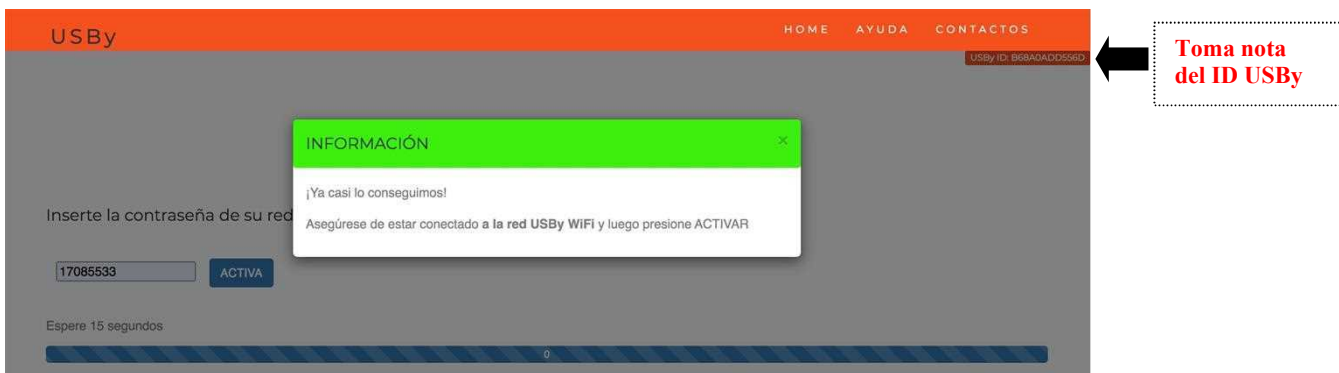 USBy
HOME AYUDA CONTACTOS
USBy ID: B68A0ADD556D
Toma nota
del ID USBy
INFORMACIÓN ×
¡Ya casi lo conseguimos!
Asegúrese de estar conectado a la red USBy WiFi y luego presione ACTIVAR
Inserte la contraseña de su red
17085533 ACTIVA
Espere 15 segundos
0